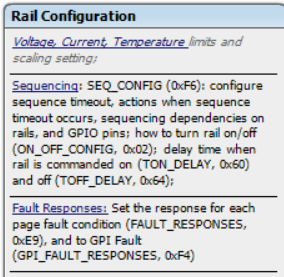 Rail Configuration
Voltage, Current, Temperature limits and
scaling setting;
Sequencing: SEQ_CONFIG (0xF6): configure
sequence timeout, actions when sequence
timeout occurs, sequencing dependencies on
rails, and GPIO pins; how to turn rail on/off
(ON_OFF_CONFIG, 0x02); delay time when
rail is commanded on (TON_DELAY, 0x60)
and off (TOFF_DELAY, 0x64);
Fault Responses: Set the response for each
page fault condition (FAULT_RESPONSES,
0xE9), and to GPI Fault
(GPI_FAULT_RESPONSES, 0xF4)